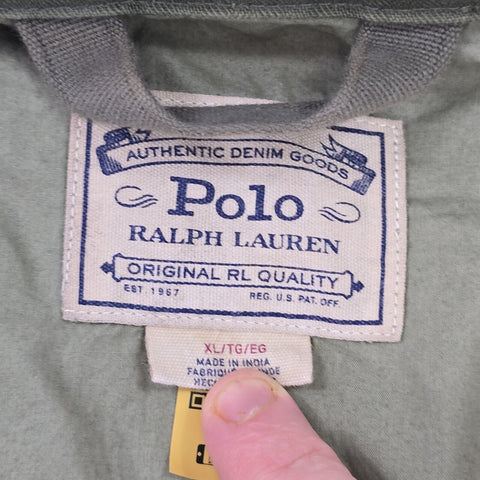 AUTHENTIC DENIM GOODS
Polo
RALPH LAUREN
ORIGINAL RL QUALITY
EST. 1967
REG. U.S. PAT. OFF.
XL/TG/EG
MADE IN INDIA